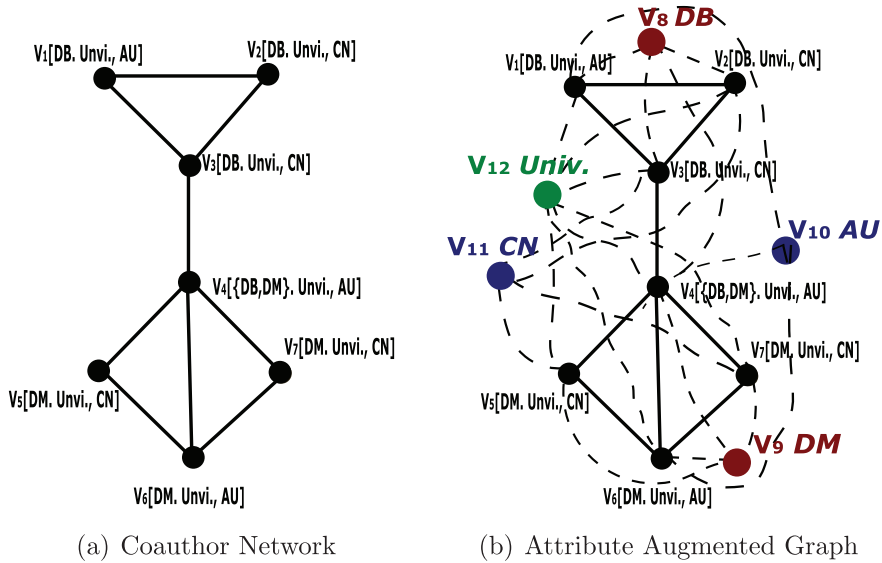 V1[DB. Unvi., AU]
V2[DB. Unvi., CN]
V3[DB. Unvi., CN]
V4[{DB,DM}. Unvi., AU]
V7[DM. Unvi., CN]
V5[DM. Unvi., CN]
V6[DM. Unvi., AU]
(a) Coauthor Network
V8 DB
V1[DB. Unvi., AU]
V2[DB. Unvi., CN]
V12 Univ.
V3[DB. Unvi., CN]
V11 CN
V10 AU
V4[{DB,DM}. Unvi., AU]
V7[DM. Unvi., CN]
V5[DM. Unvi., CN]
V9 DM
V6[DM. Unvi., AU]
(b) Attribute Augmented Graph